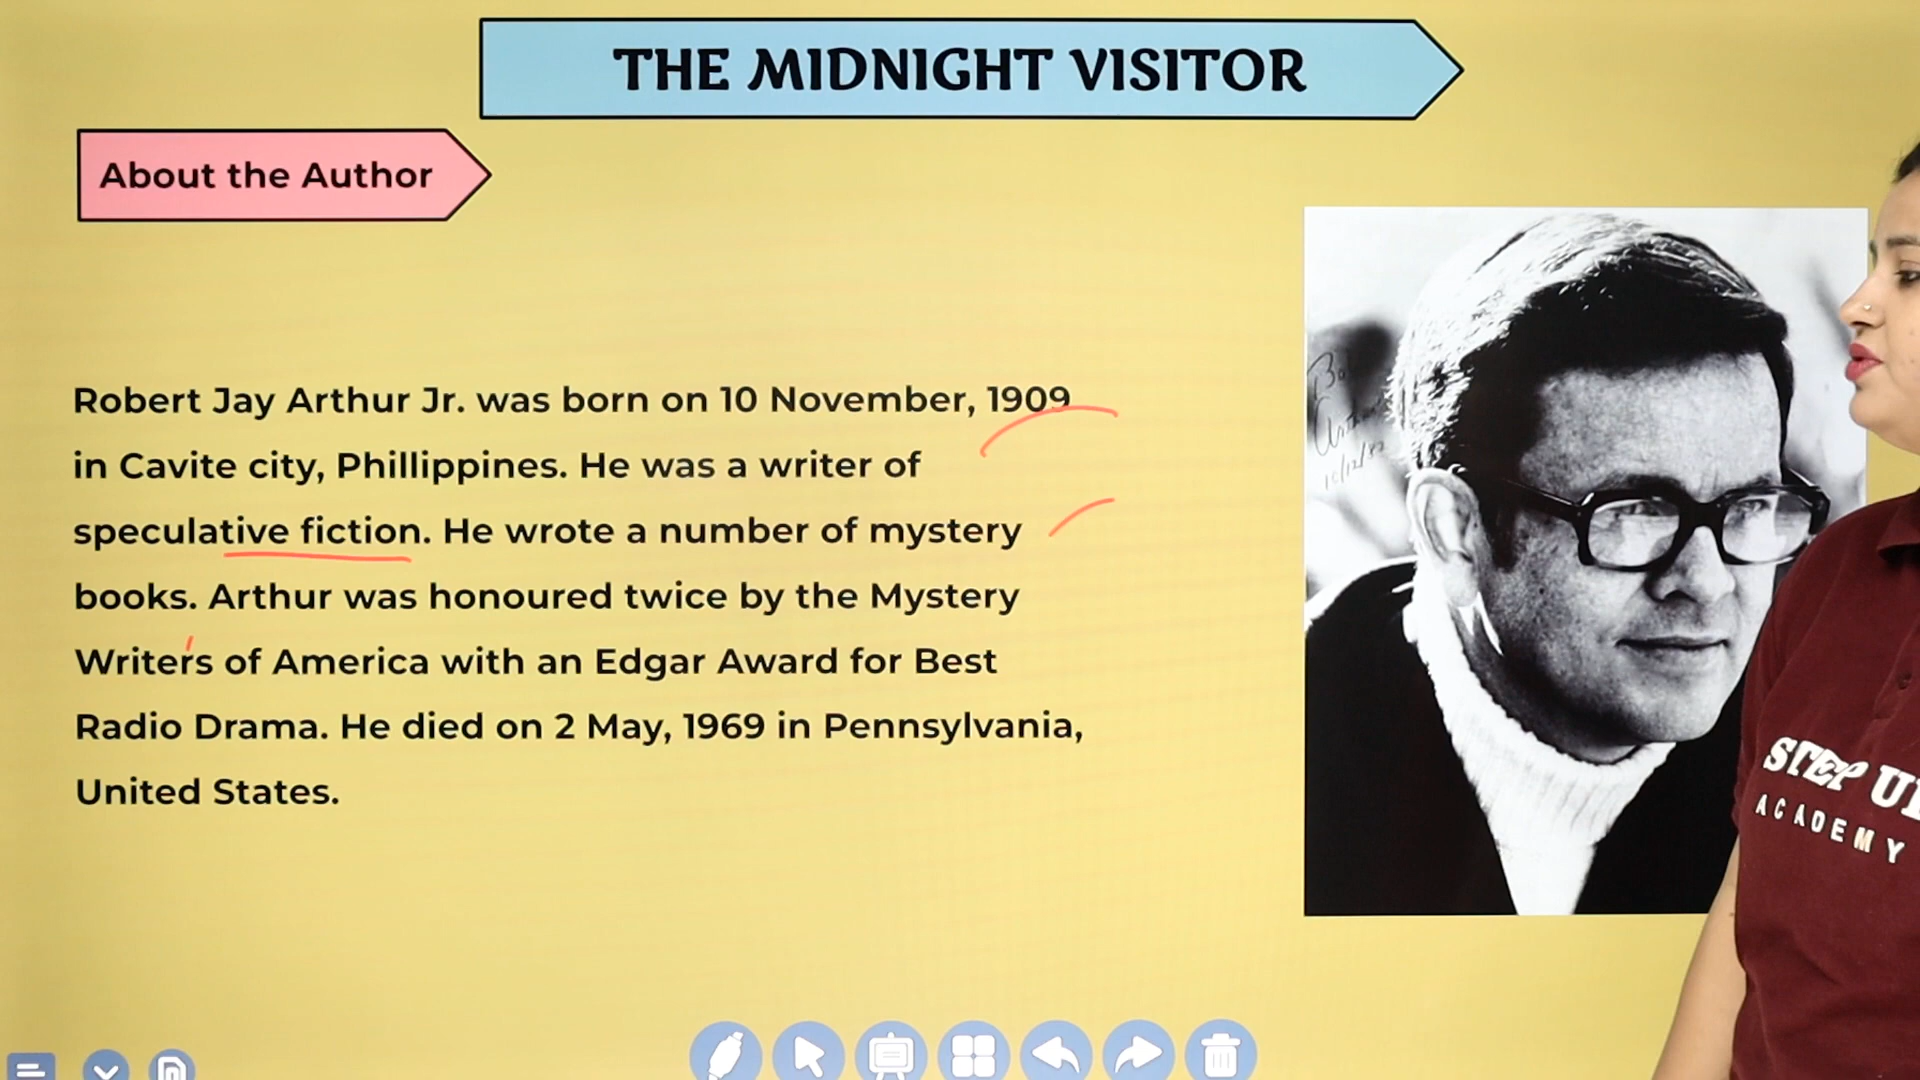 THE MIDNIGHT VISITOR
About the Author
Robert Jay Arthur Jr. was born on 10 November, 1909
in Cavite city, Phillippines. He was a writer of
speculative fiction. He wrote a number of mystery
books. Arthur was honoured twice by the Mystery
Writers of America with an Edgar Award for Best
Radio Drama. He died on 2 May, 1969 in Pennsylvania,
United States.
STEP
ACADEMY